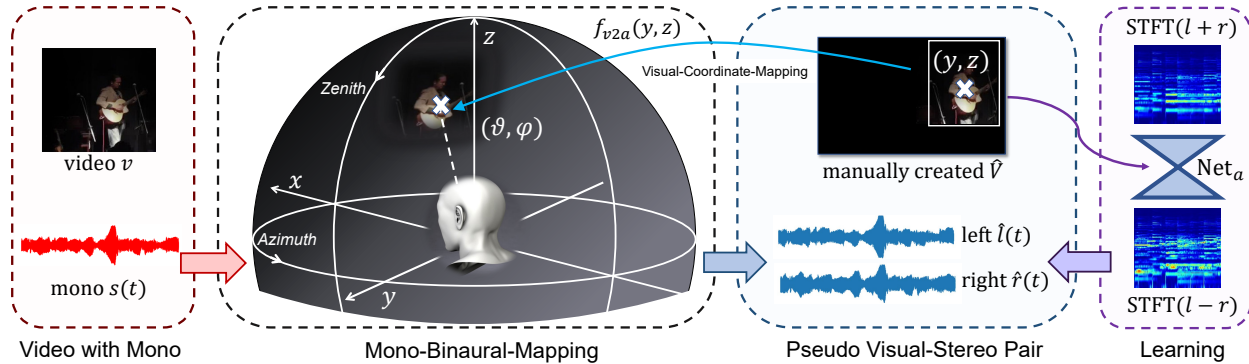 video v
mono s(t)
Video with Mono
f_{v2a}(y, z)
z
Zenith
(ϑ, φ)
x
Azimuth
y
Mono-Binaural-Mapping
Visual-Coordinate-Mapping
(y, z)
manually created V̂
left l̂(t)
right r̂(t)
Pseudo Visual-Stereo Pair
STFT(l + r)
Net_a
STFT(l − r)
Learning